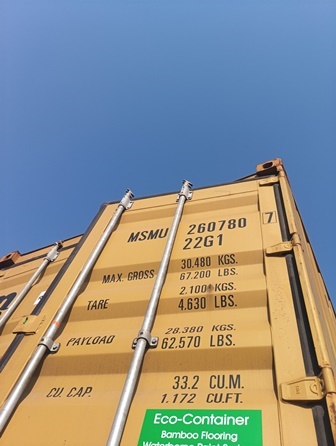 MSMU 260780 7
22G1
MAX. GROSS 30.480 KGS.
67.200 LBS.
TARE 2.100 KGS.
4.630 LBS.
PAYLOAD 28.380 KGS.
62.570 LBS.
CU. CAP. 33.2 CU.M.
1.172 CU.FT.
Eco-Container
Bamboo Flooring